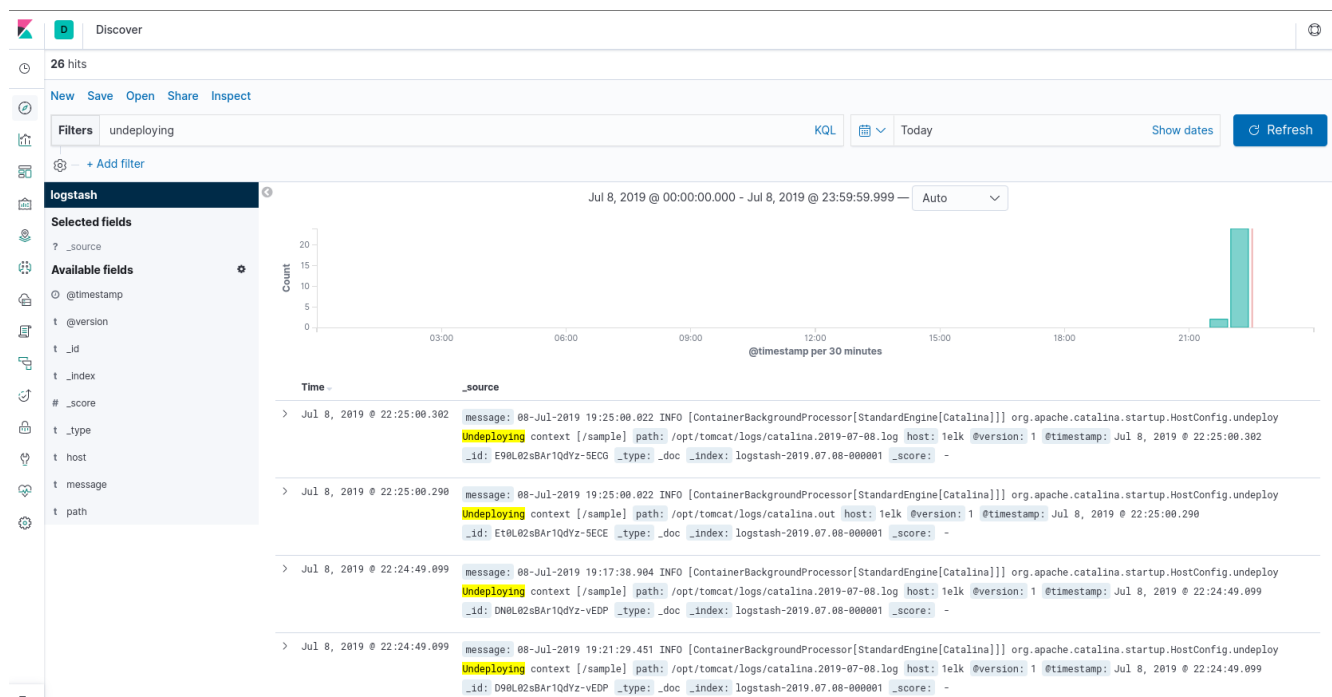 D Discover
26 hits
New Save Open Share Inspect
Filters undeploying KQL Today Show dates Refresh
+ Add filter
logstash
Selected fields
? _source
Available fields
@timestamp
t @version
t _id
t _index
# _score
t _type
t host
t message
t path
Jul 8, 2019 @ 00:00:00.000 - Jul 8, 2019 @ 23:59:59.999 — Auto
Count
20
15
10
5
0
03:00 06:00 09:00 12:00 15:00 18:00 21:00
@timestamp per 30 minutes
Time _source
Jul 8, 2019 @ 22:25:00.302 message: 08-Jul-2019 19:25:00.022 INFO [ContainerBackgroundProcessor[StandardEngine[Catalina]]] org.apache.catalina.startup.HostConfig.undeploy
Undeploying context [/sample] path: /opt/tomcat/logs/catalina.2019-07-08.log host: 1elk @version: 1 @timestamp: Jul 8, 2019 @ 22:25:00.302
_id: E90L02sBAr1QdYz-5ECG _type: _doc _index: logstash-2019.07.08-000001 _score: -
Jul 8, 2019 @ 22:25:00.290 message: 08-Jul-2019 19:25:00.022 INFO [ContainerBackgroundProcessor[StandardEngine[Catalina]]] org.apache.catalina.startup.HostConfig.undeploy
Undeploying context [/sample] path: /opt/tomcat/logs/catalina.out host: 1elk @version: 1 @timestamp: Jul 8, 2019 @ 22:25:00.290
_id: Et0L02sBAr1QdYz-5ECE _type: _doc _index: logstash-2019.07.08-000001 _score: -
Jul 8, 2019 @ 22:24:49.099 message: 08-Jul-2019 19:17:38.904 INFO [ContainerBackgroundProcessor[StandardEngine[Catalina]]] org.apache.catalina.startup.HostConfig.undeploy
Undeploying context [/sample] path: /opt/tomcat/logs/catalina.2019-07-08.log host: 1elk @version: 1 @timestamp: Jul 8, 2019 @ 22:24:49.099
_id: DN0L02sBAr1QdYz-vEDP _type: _doc _index: logstash-2019.07.08-000001 _score: -
Jul 8, 2019 @ 22:24:49.099 message: 08-Jul-2019 19:21:29.451 INFO [ContainerBackgroundProcessor[StandardEngine[Catalina]]] org.apache.catalina.startup.HostConfig.undeploy
Undeploying context [/sample] path: /opt/tomcat/logs/catalina.2019-07-08.log host: 1elk @version: 1 @timestamp: Jul 8, 2019 @ 22:24:49.099
_id: D90L02sBAr1QdYz-vEDP _type: _doc _index: logstash-2019.07.08-000001 _score: -